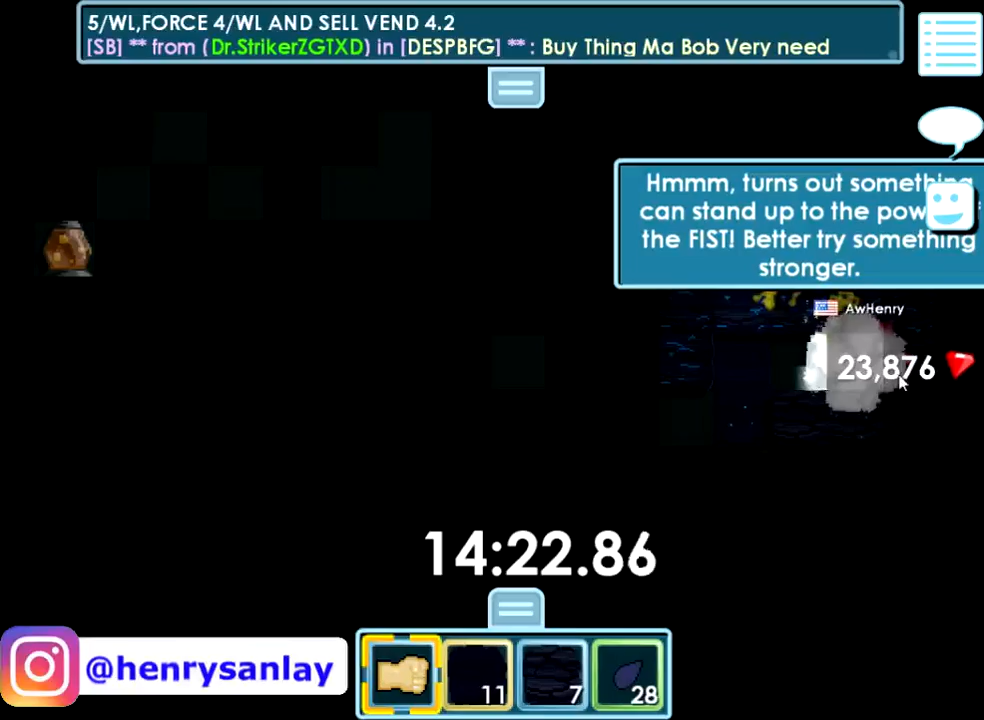 5/WL,FORCE 4/WL AND SELL VEND 4.2
[SB] ** from (Dr.StrikerZGTXD) in [DESPBFG] ** : Buy Thing Ma Bob Very need
Hmmm, turns out something
can stand up to the
the FIST! Better try something
stronger.
AwHenry
23,876
14:22.86
@henrysanlay
11
7
28